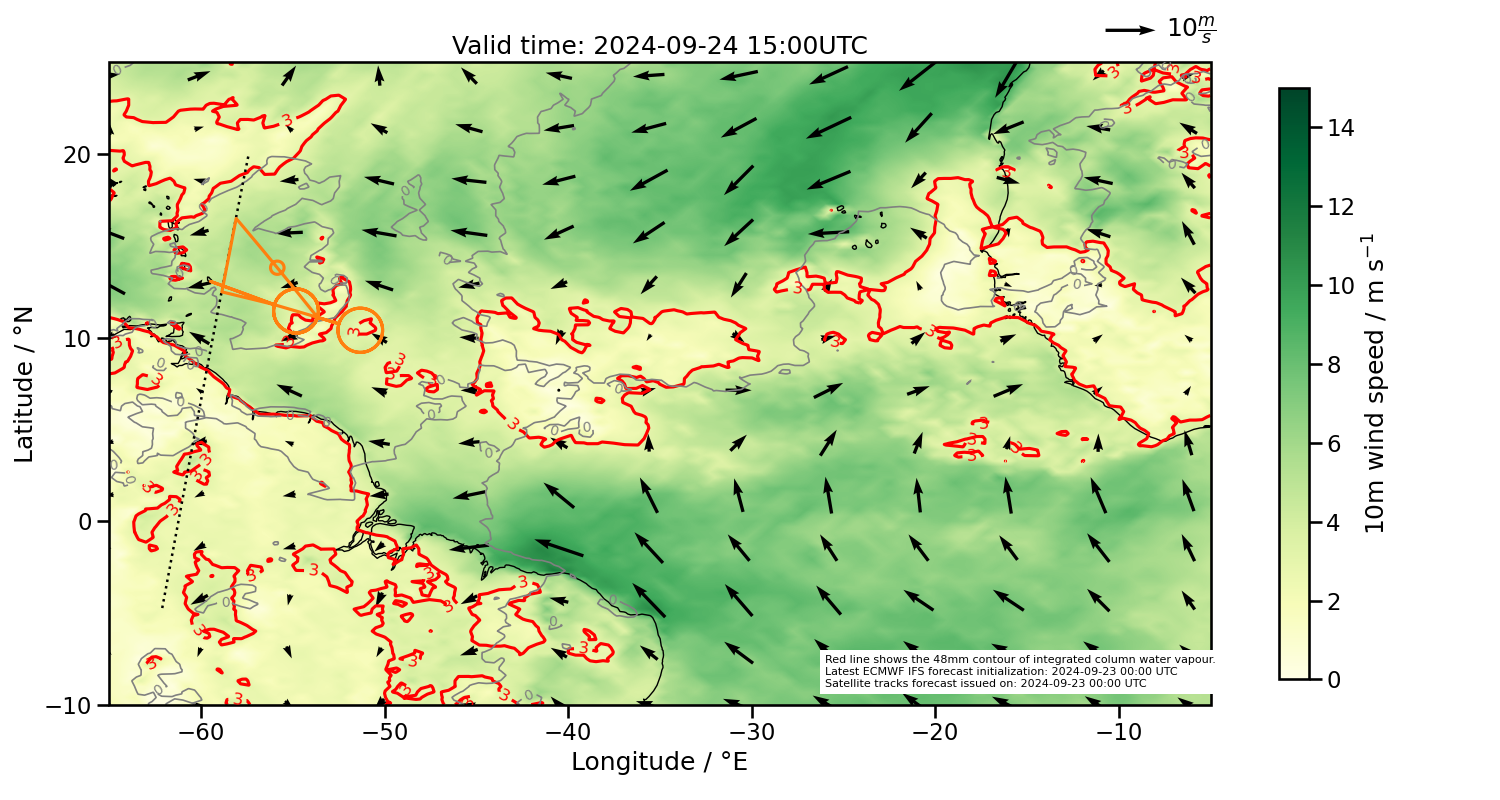 10 m/s
Valid time: 2024-09-24 15:00UTC
Latitude / °N
20
10
0
−10
−60
−50
−40
−30
−20
−10
Longitude / °E
Red line shows the 48mm contour of integrated column water vapour.
Latest ECMWF IFS forecast initialization: 2024-09-23 00:00 UTC
Satellite tracks forecast issued on: 2024-09-23 00:00 UTC
14
12
10
8
6
4
2
0
10m wind speed / m s⁻¹